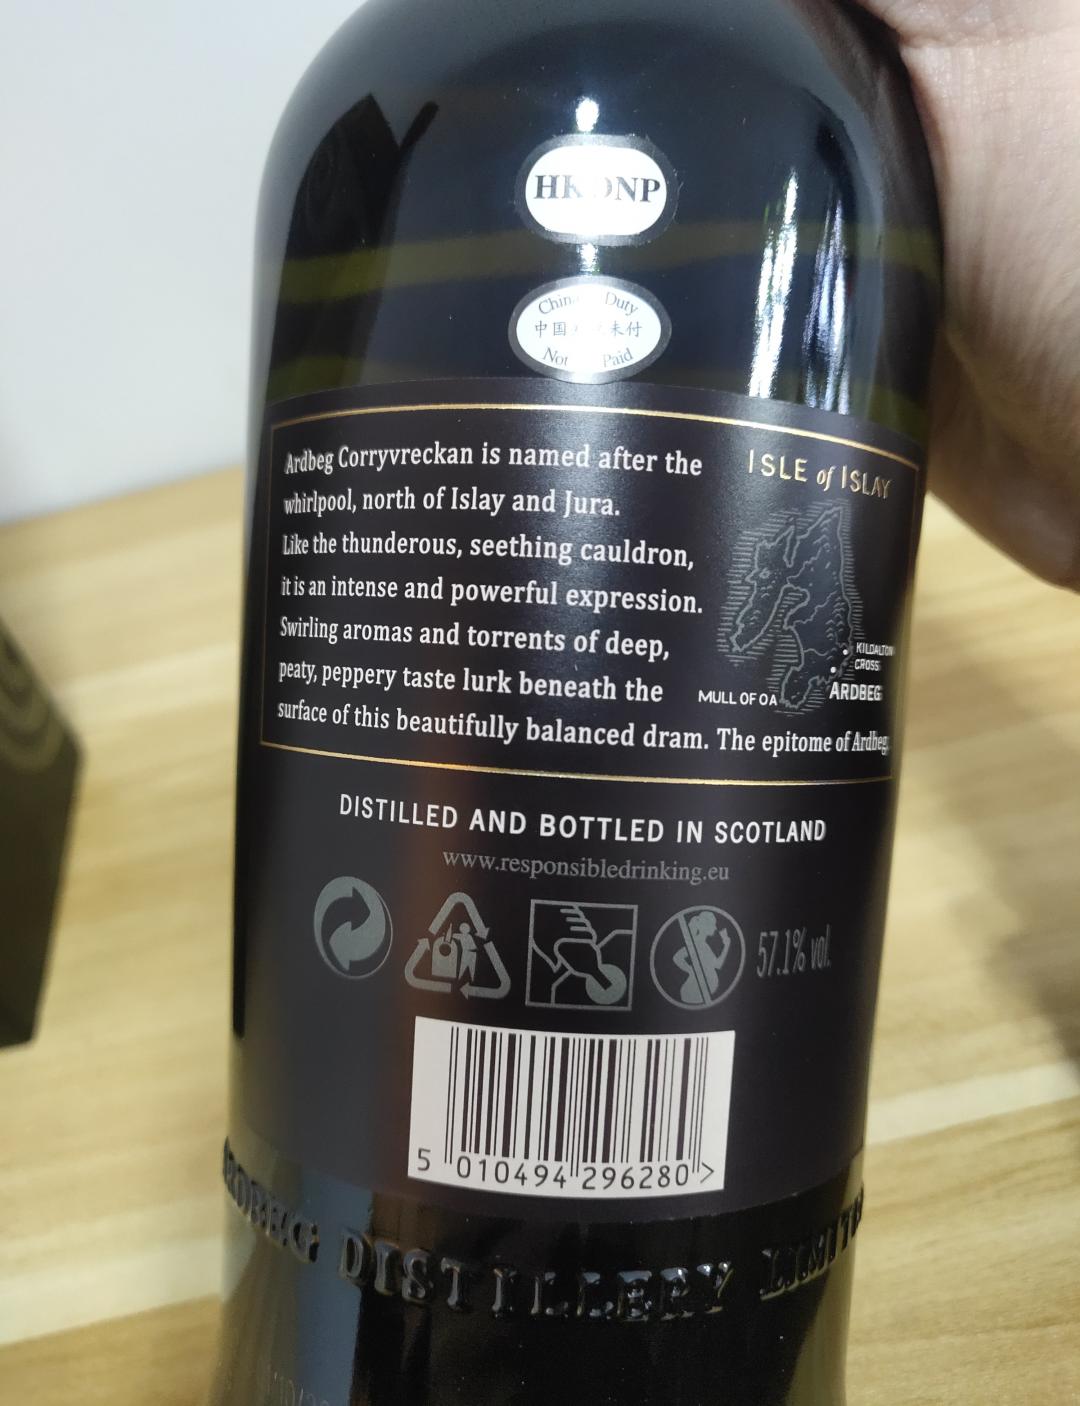 HKDNP
China Duty
中国 未付
Not Paid
Ardbeg Corryvreckan is named after the
whirlpool, north of Islay and Jura.
Like the thunderous, seething cauldron,
it is an intense and powerful expression.
Swirling aromas and torrents of deep,
peaty, peppery taste lurk beneath the
surface of this beautifully balanced dram. The epitome of Ardbeg.
ISLE of ISLAY
KILDALTON
CROSS
ARDBEG
MULL OF OA
DISTILLED AND BOTTLED IN SCOTLAND
www.responsibledrinking.eu
57.1% vol.
5 010494 296280 >
ARDBEG DISTILLERY LIMITED